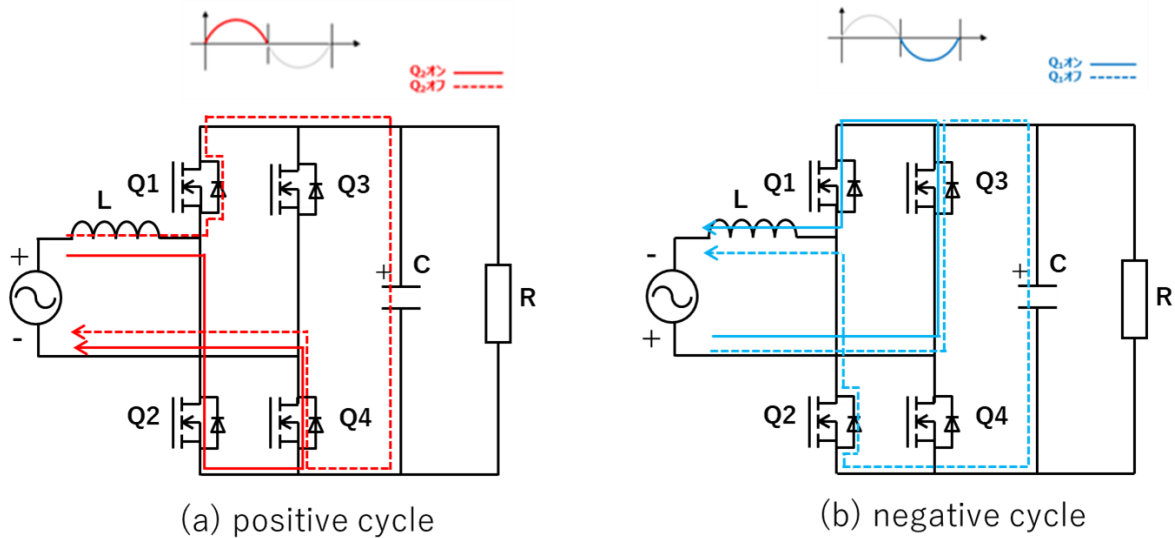 Q₂オン
Q₂オフ
Q1
Q3
L
+
+
C
R
-
Q2
Q4
(a) positive cycle
Q₁オン
Q₁オフ
Q1
Q3
L
-
+
C
R
+
Q2
Q4
(b) negative cycle